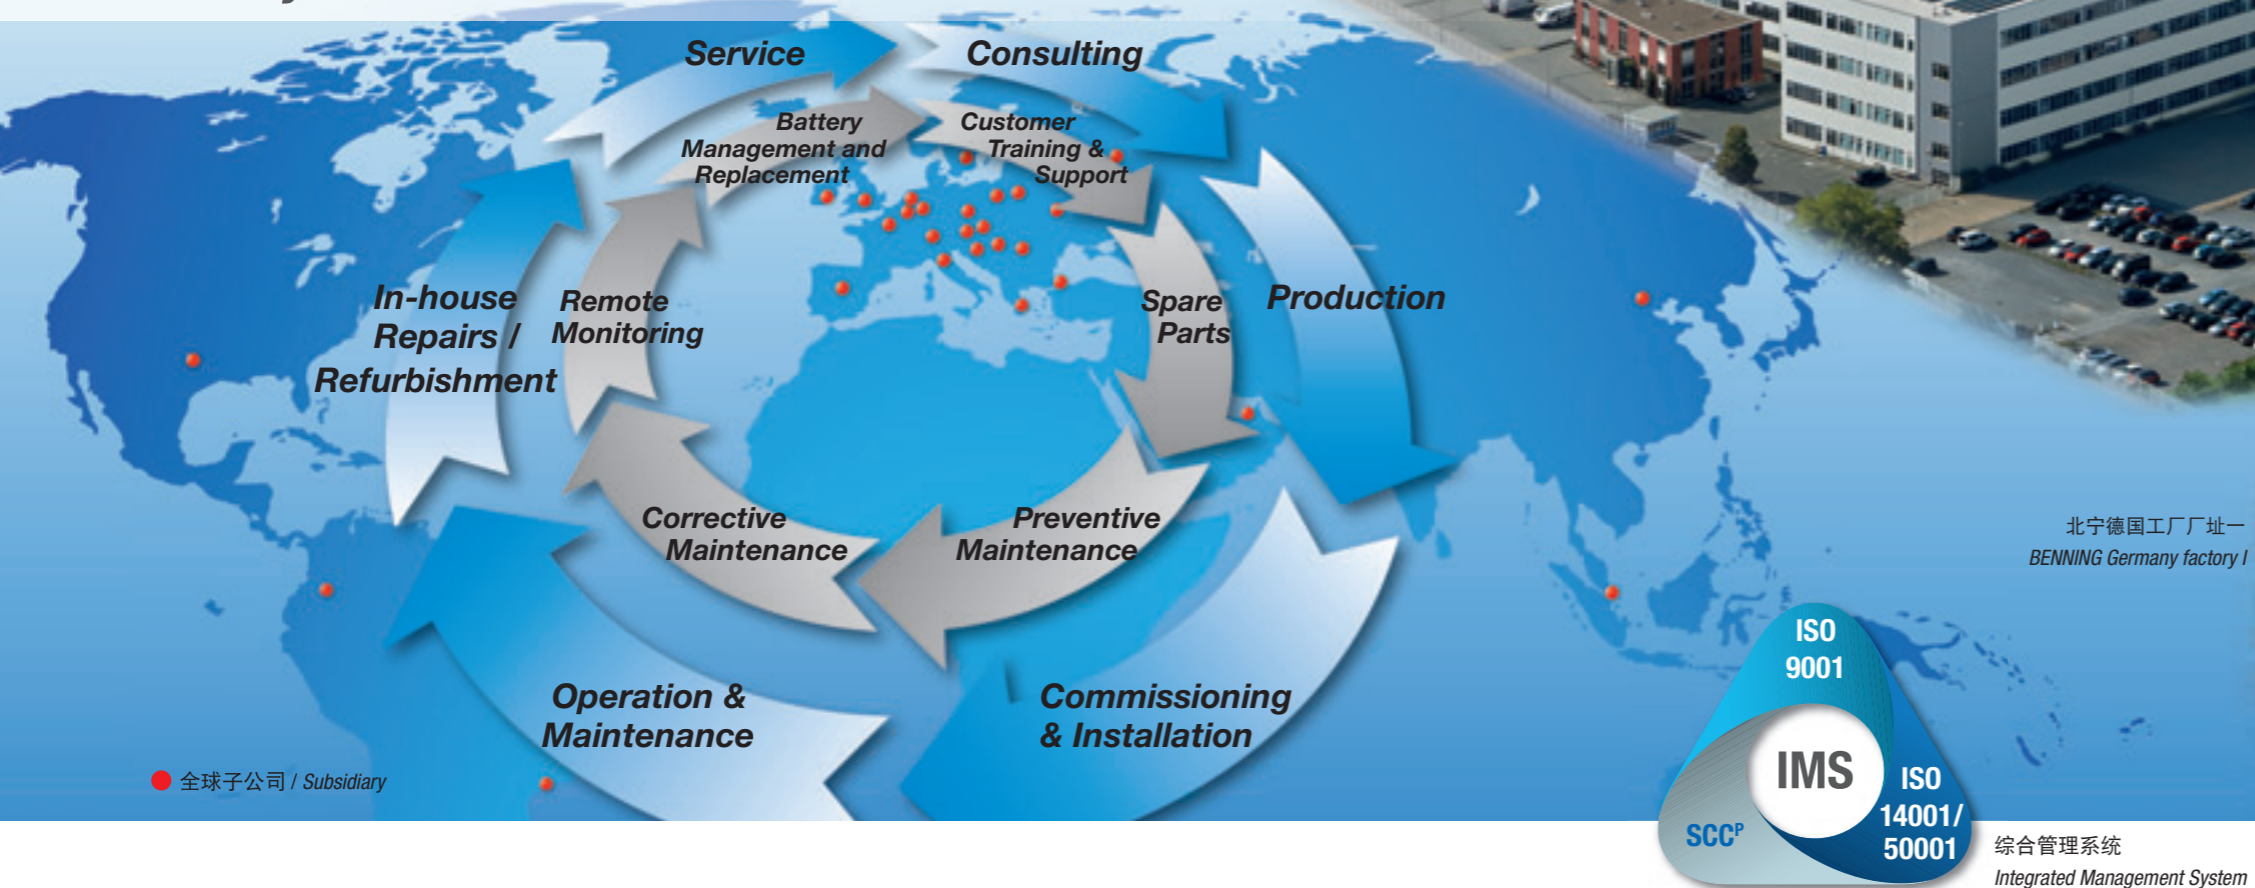 Service
Consulting
Battery
Management and
Replacement
Customer
Training &
Support
In-house
Repairs /
Refurbishment
Remote
Monitoring
Spare
Parts
Production
Corrective
Maintenance
Preventive
Maintenance
Operation &
Maintenance
Commissioning
& Installation
全球子公司 / Subsidiary
北宁德国工厂厂址一
BENNING Germany factory I
ISO
9001
IMS
SCCᴾ
ISO
14001/
50001
综合管理系统
Integrated Management System